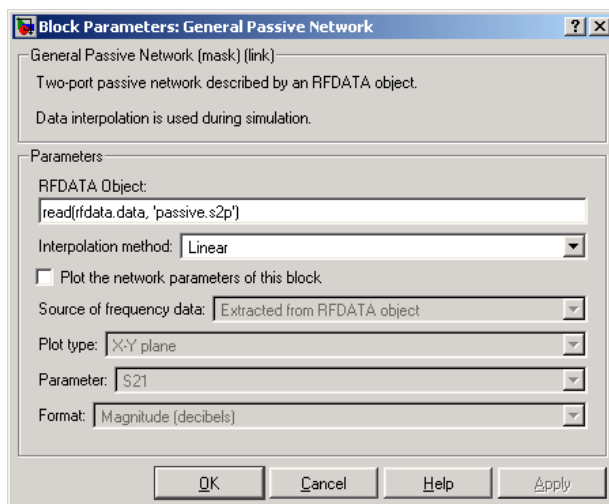 Block Parameters: General Passive Network
General Passive Network (mask) (link)
Two-port passive network described by an RFDATA object.
Data interpolation is used during simulation.
Parameters
RFDATA Object:
read(rfdata.data, 'passive.s2p')
Interpolation method: Linear
Plot the network parameters of this block
Source of frequency data: Extracted from RFDATA object
Plot type: X-Y plane
Parameter: S21
Format: Magnitude (decibels)
OK Cancel Help Apply